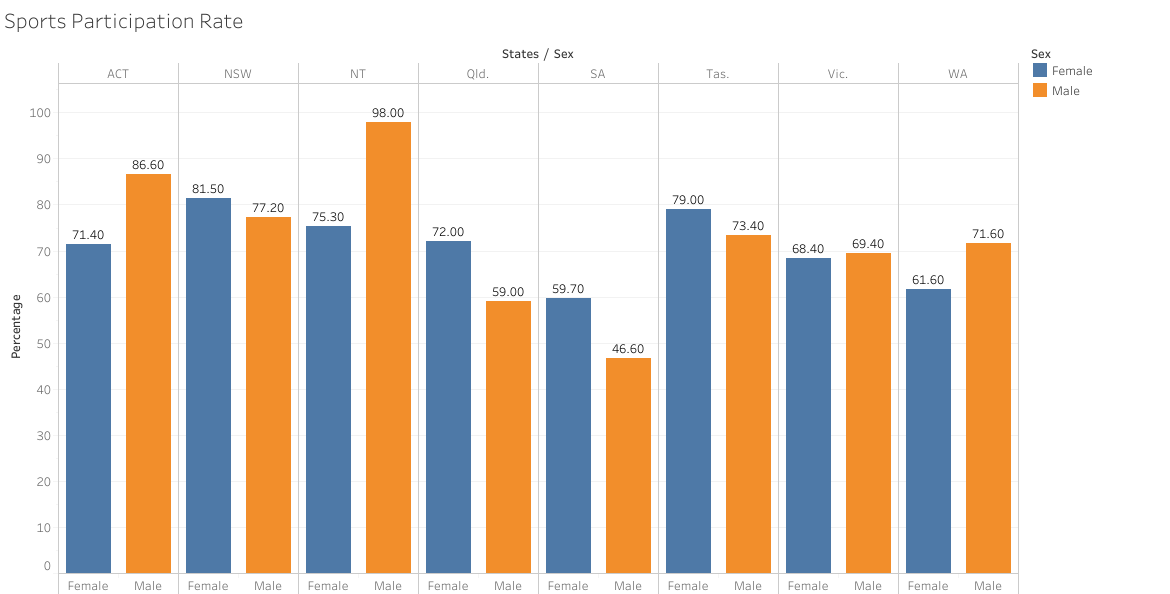 Sports Participation Rate
States / Sex
Sex
ACT NSW NT Qld. SA Tas. Vic. WA
Female
Male
Percentage
100
90
80
70
60
50
40
30
20
10
0
71.40 86.60 81.50 77.20 75.30 98.00 72.00 59.00 59.70 46.60 79.00 73.40 68.40 69.40 61.60 71.60
Female Male Female Male Female Male Female Male Female Male Female Male Female Male Female Male